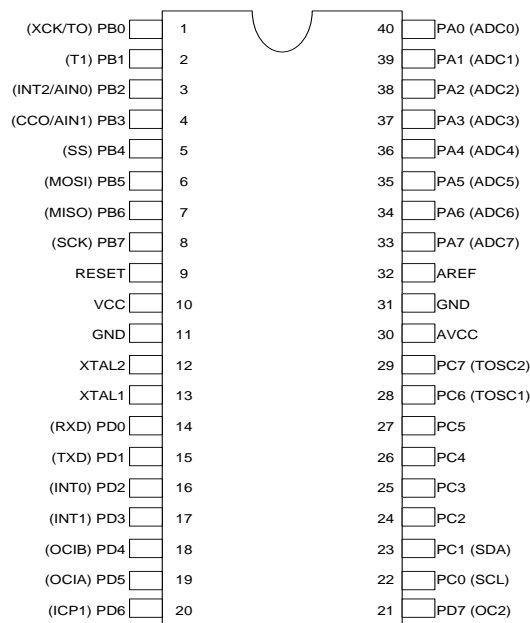 (XCK/TO) PB0 1 40 PA0 (ADC0)
(T1) PB1 2 39 PA1 (ADC1)
(INT2/AIN0) PB2 3 38 PA2 (ADC2)
(CCO/AIN1) PB3 4 37 PA3 (ADC3)
(SS) PB4 5 36 PA4 (ADC4)
(MOSI) PB5 6 35 PA5 (ADC5)
(MISO) PB6 7 34 PA6 (ADC6)
(SCK) PB7 8 33 PA7 (ADC7)
RESET 9 32 AREF
VCC 10 31 GND
GND 11 30 AVCC
XTAL2 12 29 PC7 (TOSC2)
XTAL1 13 28 PC6 (TOSC1)
(RXD) PD0 14 27 PC5
(TXD) PD1 15 26 PC4
(INT0) PD2 16 25 PC3
(INT1) PD3 17 24 PC2
(OCIB) PD4 18 23 PC1 (SDA)
(OCIA) PD5 19 22 PC0 (SCL)
(ICP1) PD6 20 21 PD7 (OC2)